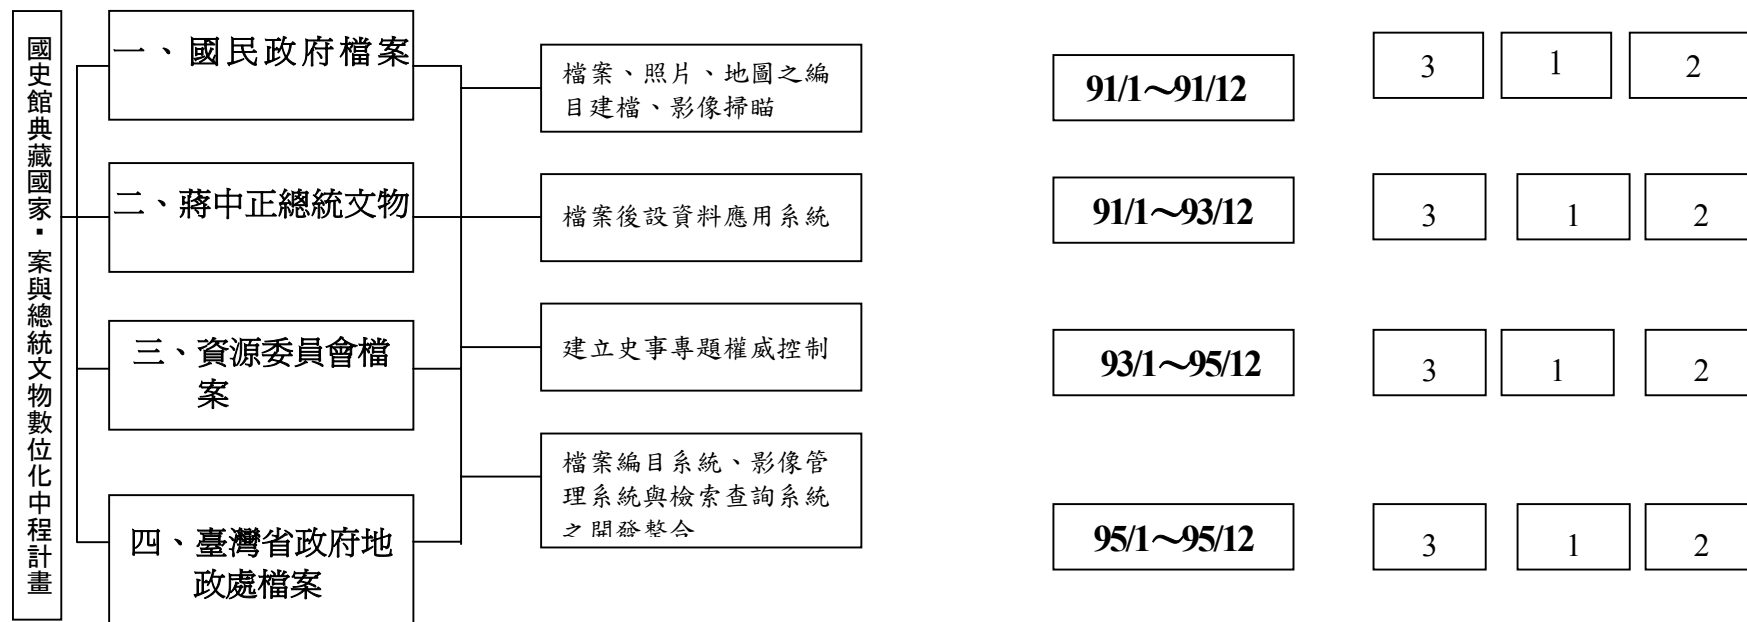 國史館典藏國家▪案與總統文物數位化中程計畫
一、國民政府檔案
檔案、照片、地圖之編
目建檔、影像掃瞄
91/1～91/12
3 1 2
二、蔣中正總統文物
檔案後設資料應用系統
91/1～93/12
3 1 2
三、資源委員會檔
案
建立史事專題權威控制
93/1～95/12
3 1 2
四、臺灣省政府地
政處檔案
檔案編目系統、影像管
理系統與檢索查詢系統
之開發整合
95/1～95/12
3 1 2